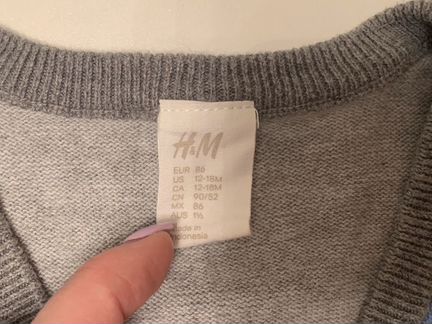 H&M
EUR 86
US 12-18M
CA 12-18M
CN 90/52
MX 86
AUS 1½
Made in
Indonesia